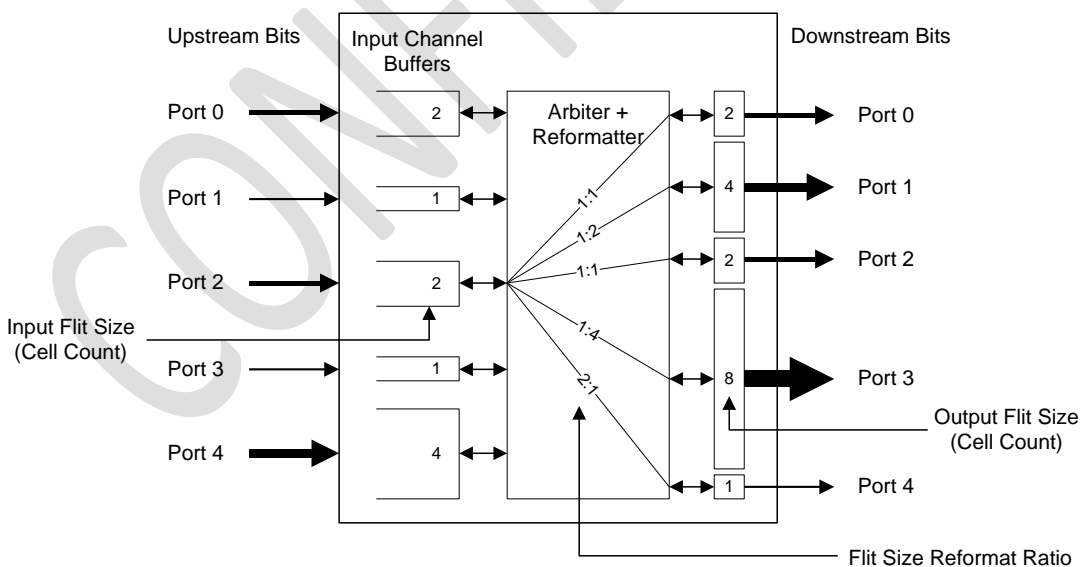 Upstream Bits
Input Channel
Buffers
Downstream Bits
Port 0
2
Arbiter +
Reformatter
2
Port 0
Port 1
1
1:1
4
Port 1
1:2
Port 2
2
1:1
2
Port 2
Input Flit Size
(Cell Count)
1:4
Port 3
1
2:1
8
Port 3
Output Flit Size
(Cell Count)
Port 4
4
1
Port 4
Flit Size Reformat Ratio
CONFI